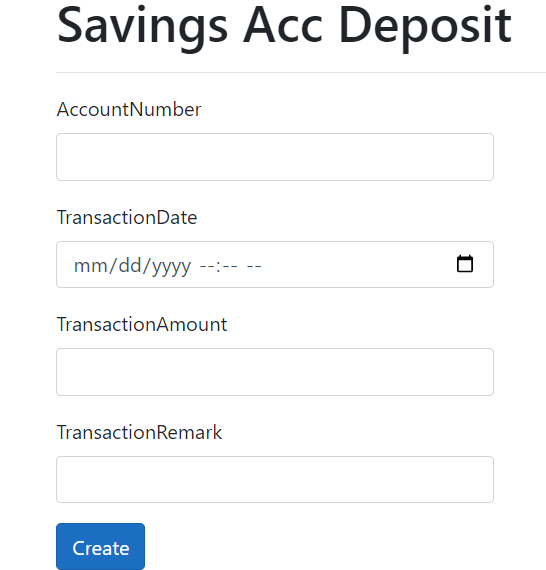 Savings Acc Deposit
AccountNumber
TransactionDate
mm/dd/yyyy --:-- --
TransactionAmount
TransactionRemark
Create